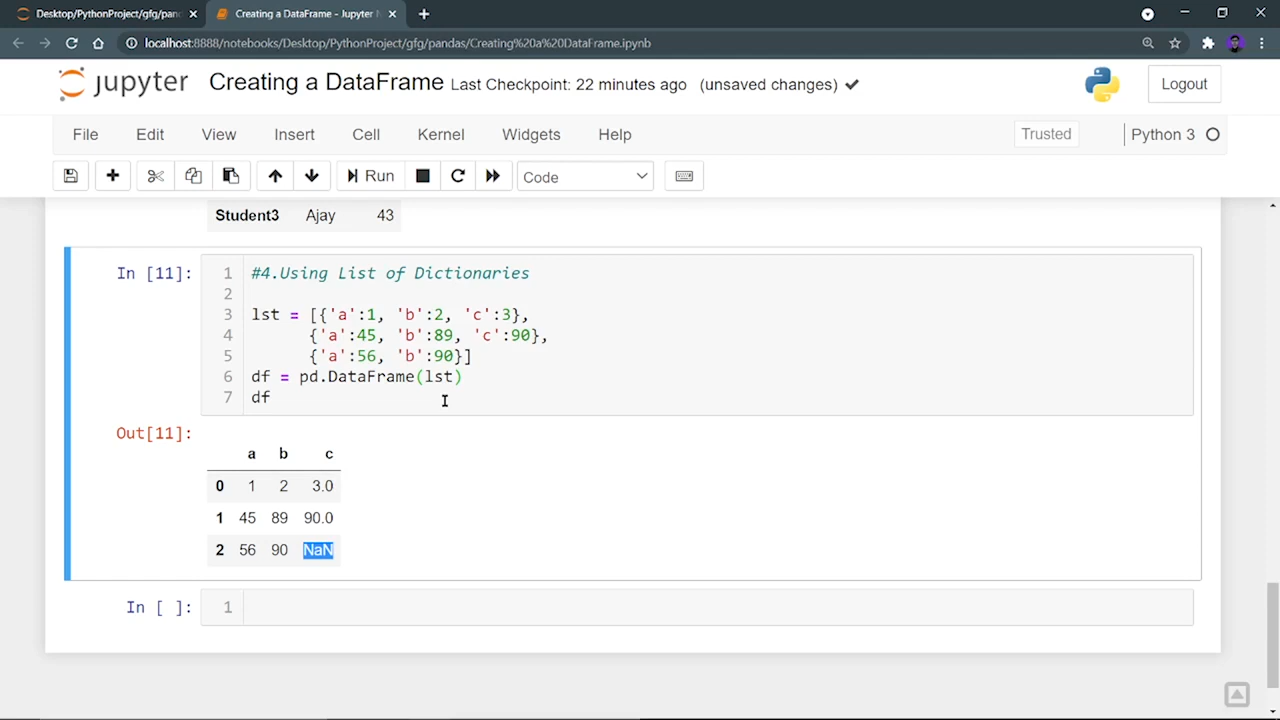 Desktop/PythonProject/gfg/pand
Creating a DataFrame - Jupyter
localhost:8888/notebooks/Desktop/PythonProject/gfg/pandas/Creating%20a%20DataFrame.ipynb
jupyter Creating a DataFrame Last Checkpoint: 22 minutes ago (unsaved changes) Logout
File Edit View Insert Cell Kernel Widgets Help Trusted Python 3
Run Code
Student3 Ajay 43
In [11]: 1 #4.Using List of Dictionaries
2
3 lst = [{'a':1, 'b':2, 'c':3},
4 {'a':45, 'b':89, 'c':90},
5 {'a':56, 'b':90}]
6 df = pd.DataFrame(lst)
7 df
Out[11]:
a b c
0 1 2 3.0
1 45 89 90.0
2 56 90 NaN
In [ ]: 1